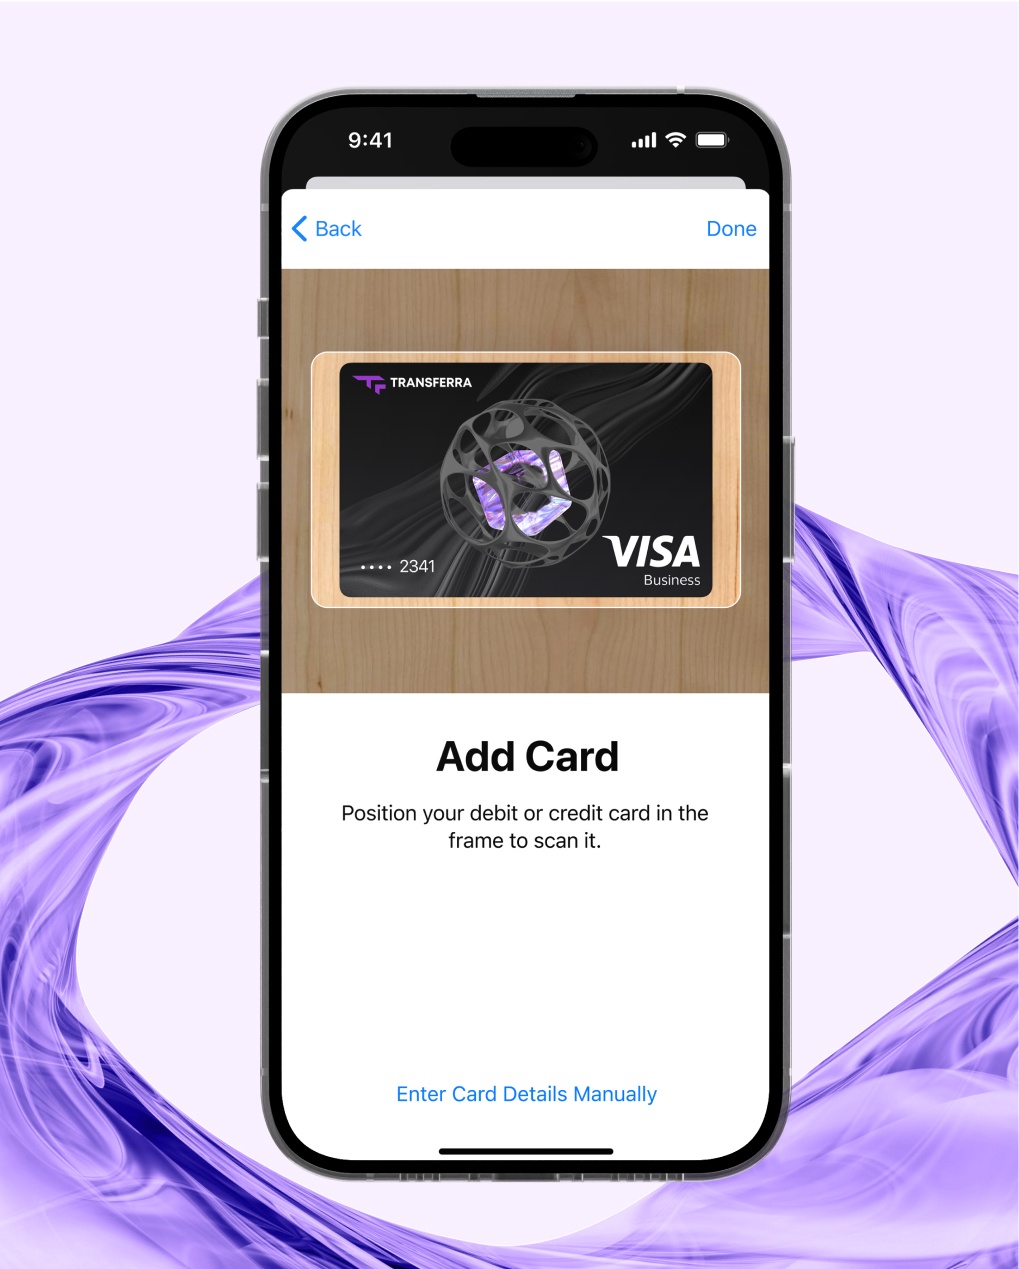 9:41
Back
Done
TRANSFERRA
•••• 2341
VISA
Business
Add Card
Position your debit or credit card in the
frame to scan it.
Enter Card Details Manually